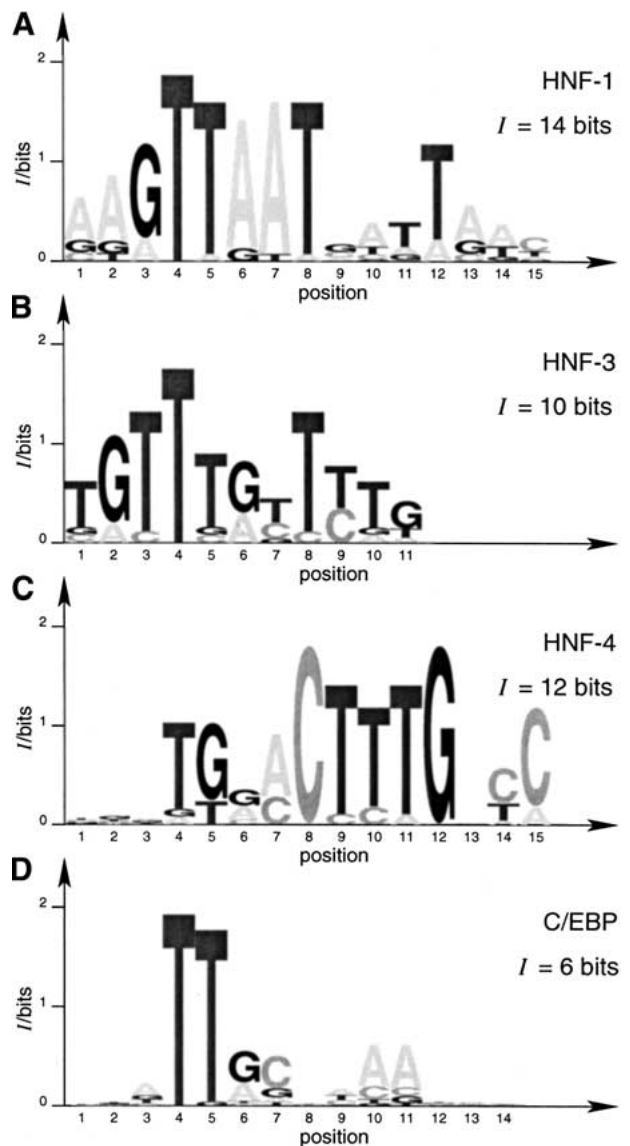 A
I/bits
2
1
0
HNF-1
I = 14 bits
1 2 3 4 5 6 7 8 9 10 11 12 13 14 15
position
B
I/bits
2
1
0
HNF-3
I = 10 bits
1 2 3 4 5 6 7 8 9 10 11
position
C
I/bits
2
1
0
HNF-4
I = 12 bits
1 2 3 4 5 6 7 8 9 10 11 12 13 14 15
position
D
I/bits
2
1
0
C/EBP
I = 6 bits
1 2 3 4 5 6 7 8 9 10 11 12 13 14
position